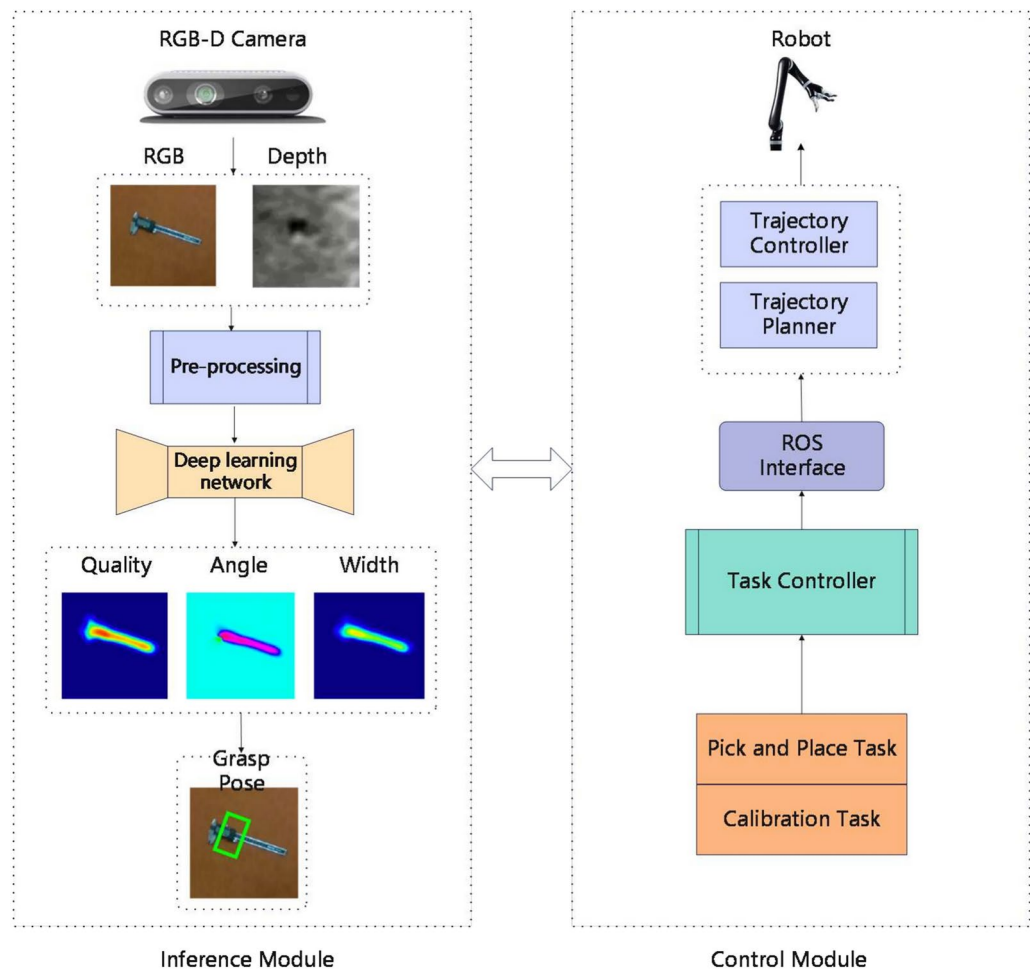 RGB-D Camera
RGB
Depth
Pre-processing
Deep learning
network
Quality
Angle
Width
Grasp
Pose
Inference Module
Robot
Trajectory
Controller
Trajectory
Planner
ROS
Interface
Task Controller
Pick and Place Task
Calibration Task
Control Module